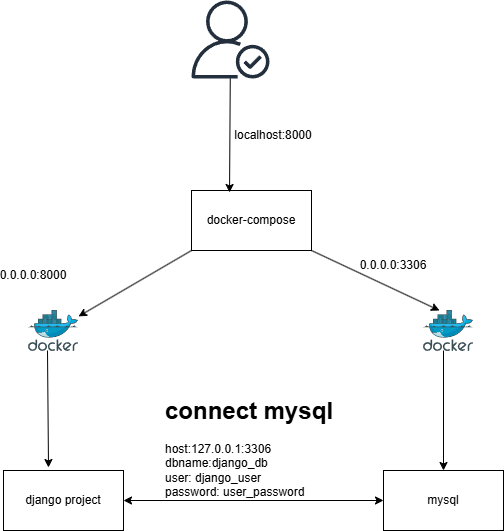 localhost:8000
docker-compose
0.0.0.0:8000
0.0.0.0:3306
docker
docker
connect mysql
host:127.0.0.1:3306
dbname:django_db
user: django_user
password: user_password
django project
mysql